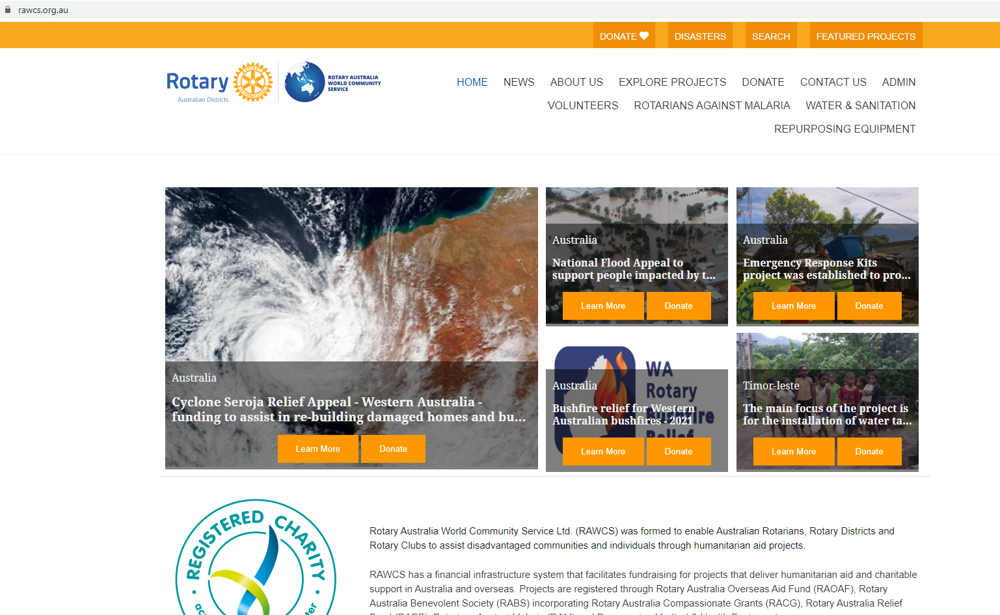 rawcs.org.au
DONATE
DISASTERS
SEARCH
FEATURED PROJECTS
Rotary
Australian Districts
ROTARY
INTERNATIONAL
ROTARY AUSTRALIA
WORLD COMMUNITY
SERVICE
HOME NEWS ABOUT US EXPLORE PROJECTS DONATE CONTACT US ADMIN
VOLUNTEERS ROTARIANS AGAINST MALARIA WATER & SANITATION
REPURPOSING EQUIPMENT
Australia
Cyclone Seroja Relief Appeal - Western Australia -
funding to assist in re-building damaged homes and bu...
Learn More Donate
Australia
National Flood Appeal to
support people impacted by t...
Learn More Donate
Australia
Emergency Response Kits
project was established to pro...
Learn More Donate
WA
Rotary
Bushfire
Relief
Australia
Bushfire relief for Western
Australian bushfires - 2021
Learn More Donate
Timor-leste
The main focus of the project is
for the installation of water ta...
Learn More Donate
REGISTERED CHARITY
Rotary Australia World Community Service Ltd. (RAWCS) was formed to enable Australian Rotarians, Rotary Districts and
Rotary Clubs to assist disadvantaged communities and individuals through humanitarian aid projects.
RAWCS has a financial infrastructure system that facilitates fundraising for projects that deliver humanitarian aid and charitable
support in Australia and overseas. Projects are registered through Rotary Australia Overseas Aid Fund (RAOAF), Rotary
Australia Benevolent Society (RABS) incorporating Rotary Australia Compassionate Grants (RACG), Rotary Australia Relief